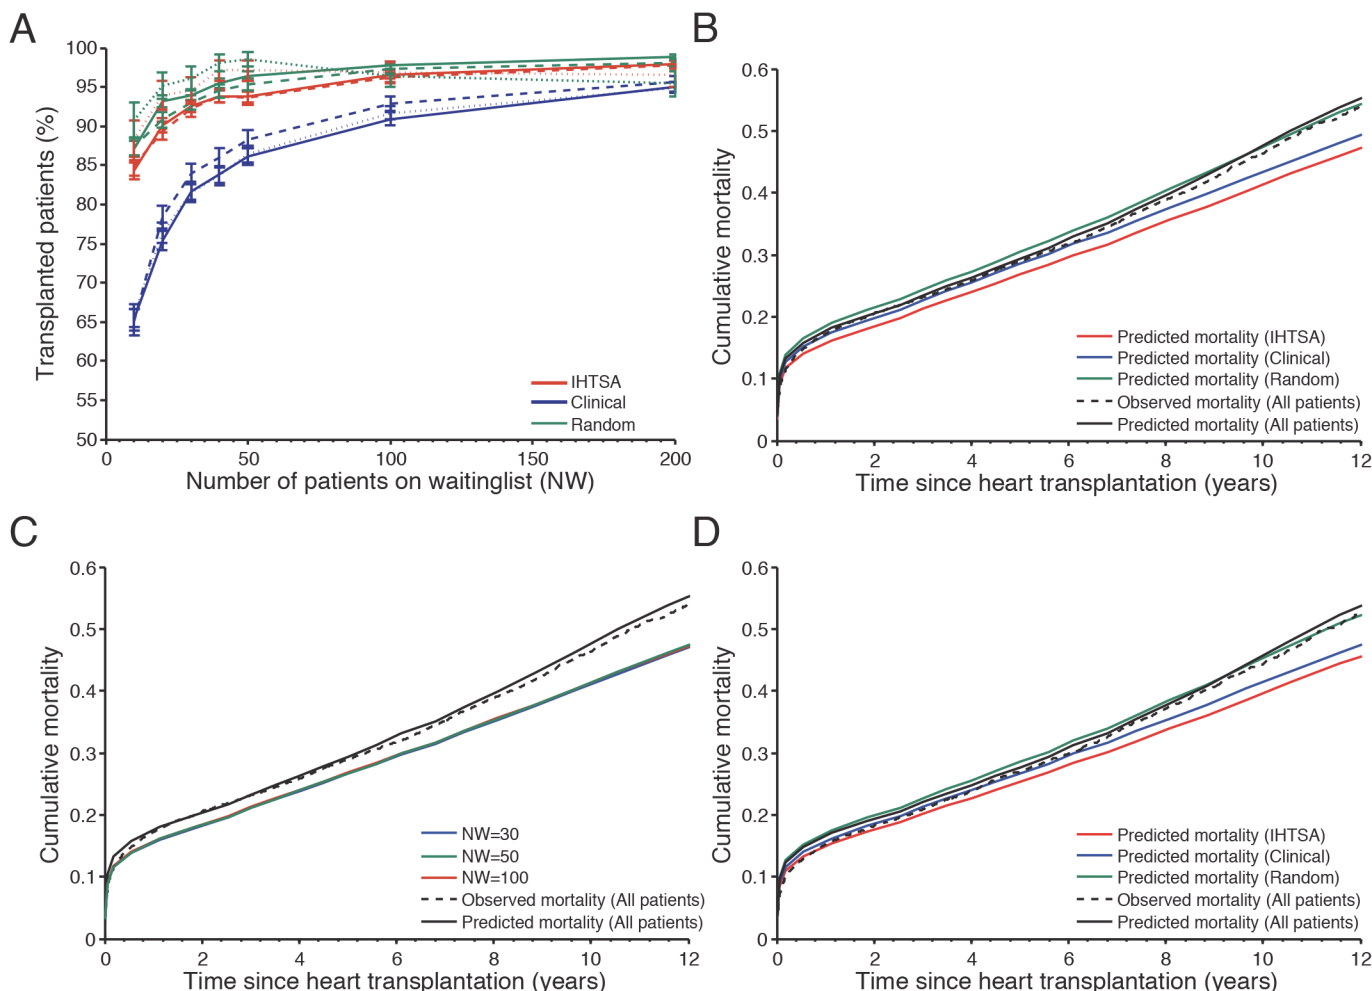 A
Transplanted patients (%)
100
95
90
85
80
75
70
65
60
55
50
0
50
100
150
200
IHTSA
Clinical
Random
Number of patients on waitinglist (NW)
B
Cumulative mortality
0.6
0.5
0.4
0.3
0.2
0.1
0
0
2
4
6
8
10
12
Predicted mortality (IHTSA)
Predicted mortality (Clinical)
Predicted mortality (Random)
Observed mortality (All patients)
Predicted mortality (All patients)
Time since heart transplantation (years)
C
Cumulative mortality
0.6
0.5
0.4
0.3
0.2
0.1
0
0
2
4
6
8
10
12
NW=30
NW=50
NW=100
Observed mortality (All patients)
Predicted mortality (All patients)
Time since heart transplantation (years)
D
Cumulative mortality
0.6
0.5
0.4
0.3
0.2
0.1
0
0
2
4
6
8
10
12
Predicted mortality (IHTSA)
Predicted mortality (Clinical)
Predicted mortality (Random)
Observed mortality (All patients)
Predicted mortality (All patients)
Time since heart transplantation (years)